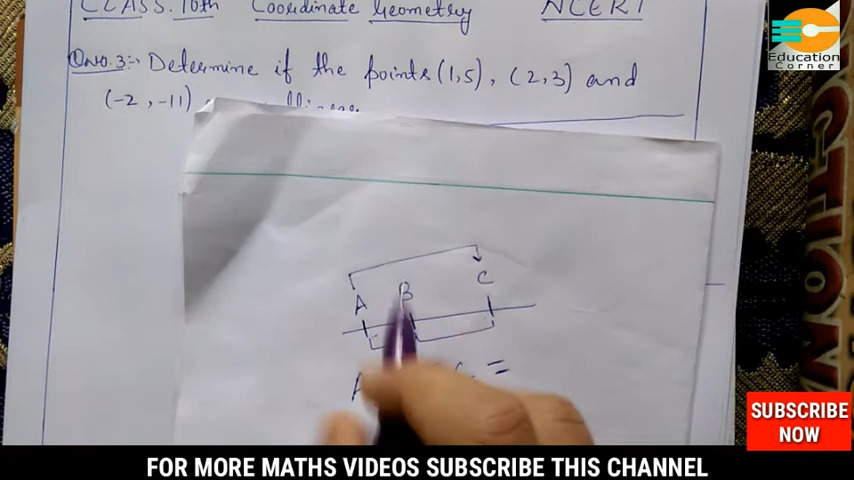 CLASS. 10th Coordinate Geometry NCERT
Q.no.3:- Determine if the points (1,5), (2,3) and
(-2, -11)
Education
Corner
A B C
A =
SUBSCRIBE
NOW
FOR MORE MATHS VIDEOS SUBSCRIBE THIS CHANNEL